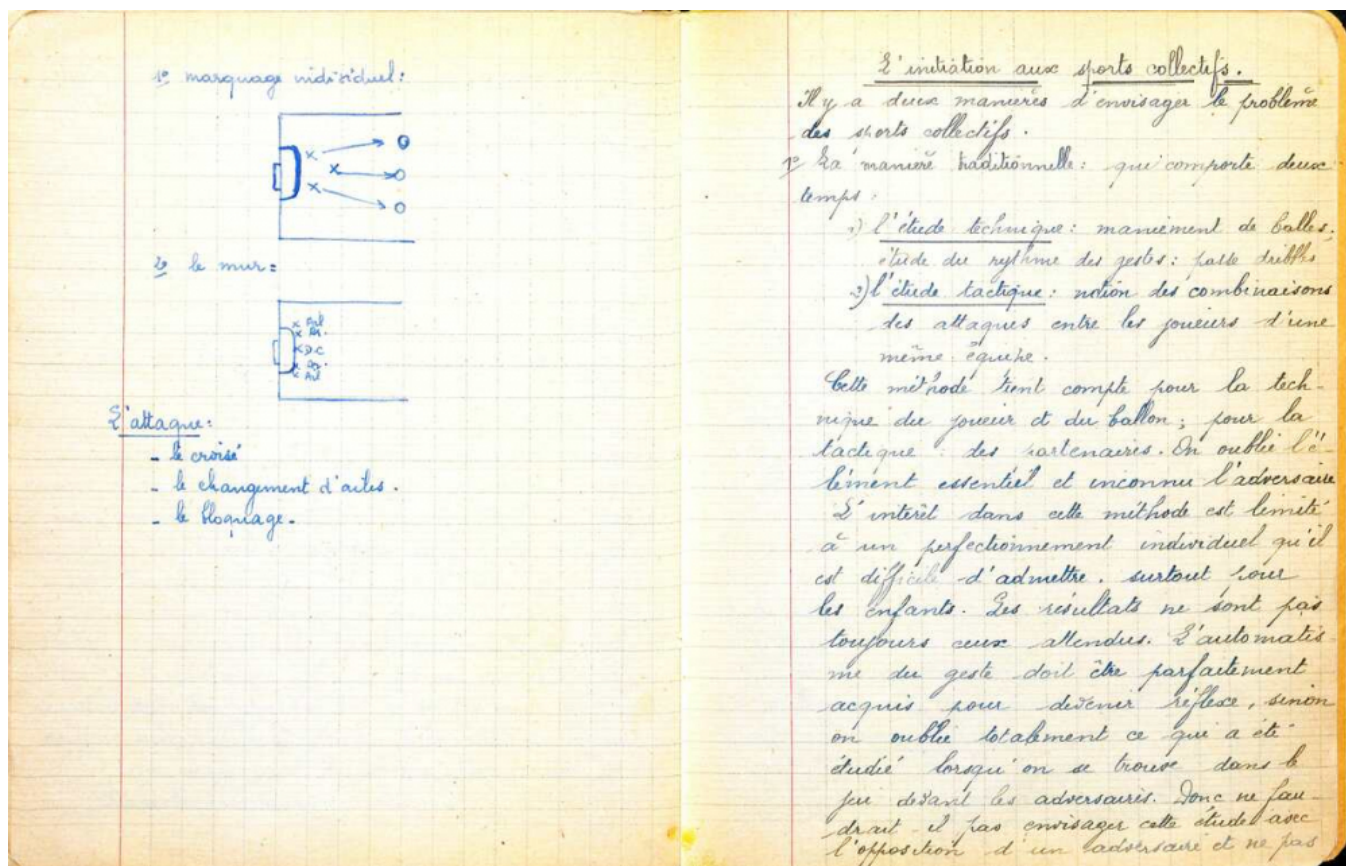 1º marquage individuel:
2º le mur:
x Ail
x Ar.
x D.C
x Ar.
x Ail
L'attaque:
- le croisé
- le changement d'ailes.
- le bloquage.
L'initiation aux sports collectifs.
Il y a deux manières d'envisager le problème
des sports collectifs.
1º La manière traditionnelle: qui comporte deux
temps:
1) l'étude technique: maniement de balles,
étude du rythme des gestes: passe dribbles
2) l'étude tactique: notion des combinaisons
des attaques entre les joueurs d'une
même équipe.
Cette méthode tient compte pour la tech-
nique du joueur et du ballon; pour la
tactique: des partenaires. On oublie l'é-
lément essentiel et inconnu l'adversaire
L'intérêt dans cette méthode est limité
à un perfectionnement individuel qu'il
est difficile d'admettre. surtout pour
les enfants. Les résultats ne sont pas
toujours ceux attendus. L'automatis-
me du geste doit être parfaitement
acquis pour devenir réflexe, sinon
on oublie totalement ce qui a été
étudié lorsqu'on se trouve dans le
jeu devant les adversaires. Donc ne fau-
drait-il pas envisager cette étude avec
l'opposition d'un adversaire et ne pas